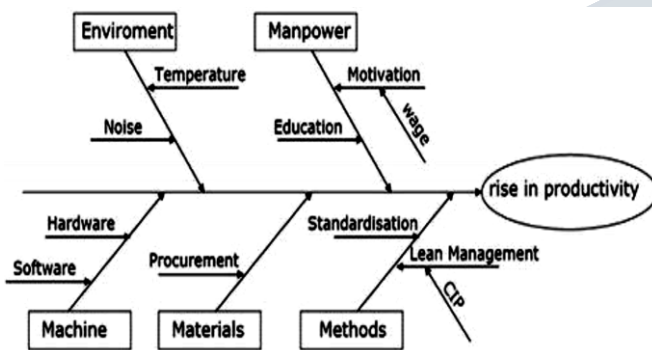 Enviroment
Manpower
Temperature
Motivation
wage
Noise
Education
rise in productivity
Hardware
Standardisation
Software
Procurement
Lean Management
CIP
Machine
Materials
Methods